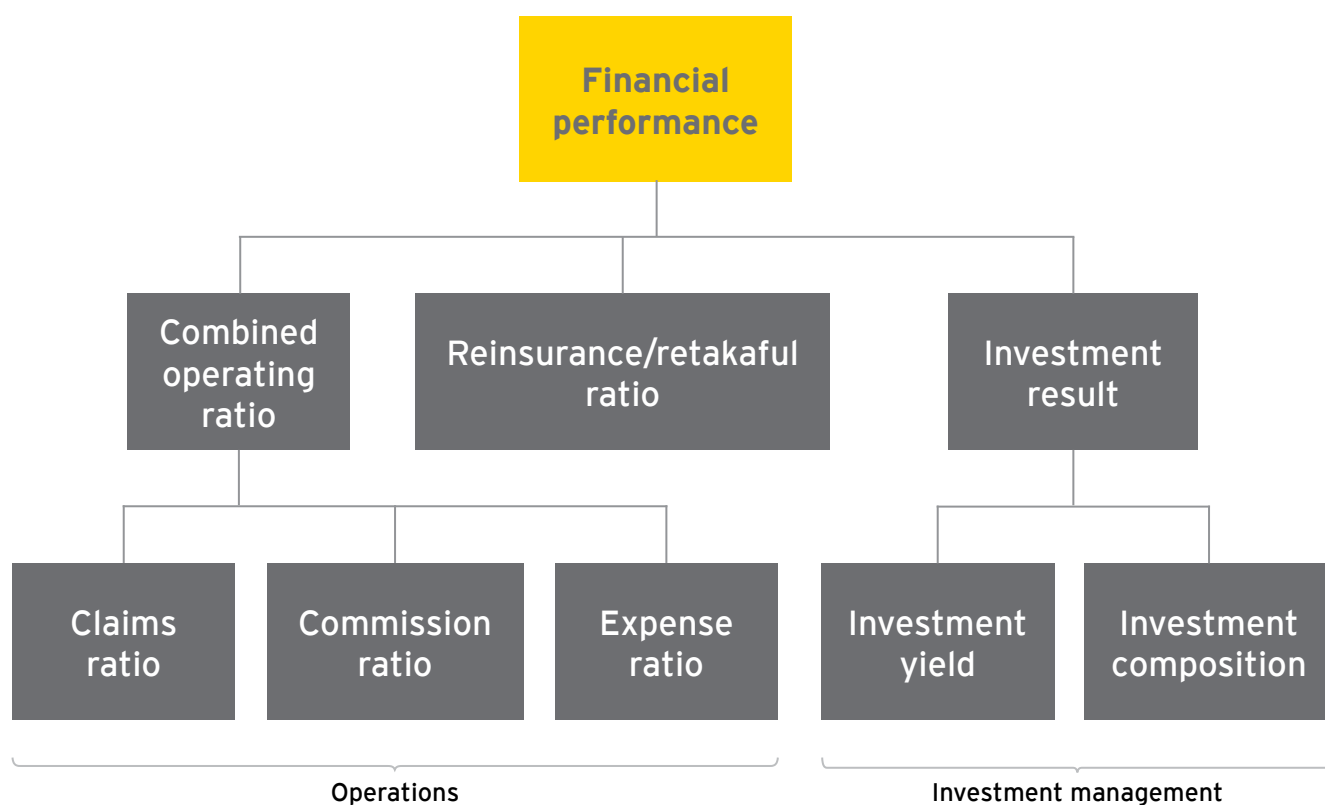 Financial
performance
Combined
operating
ratio
Reinsurance/retakaful
ratio
Investment
result
Claims
ratio
Commission
ratio
Expense
ratio
Investment
yield
Investment
composition
Operations
Investment management